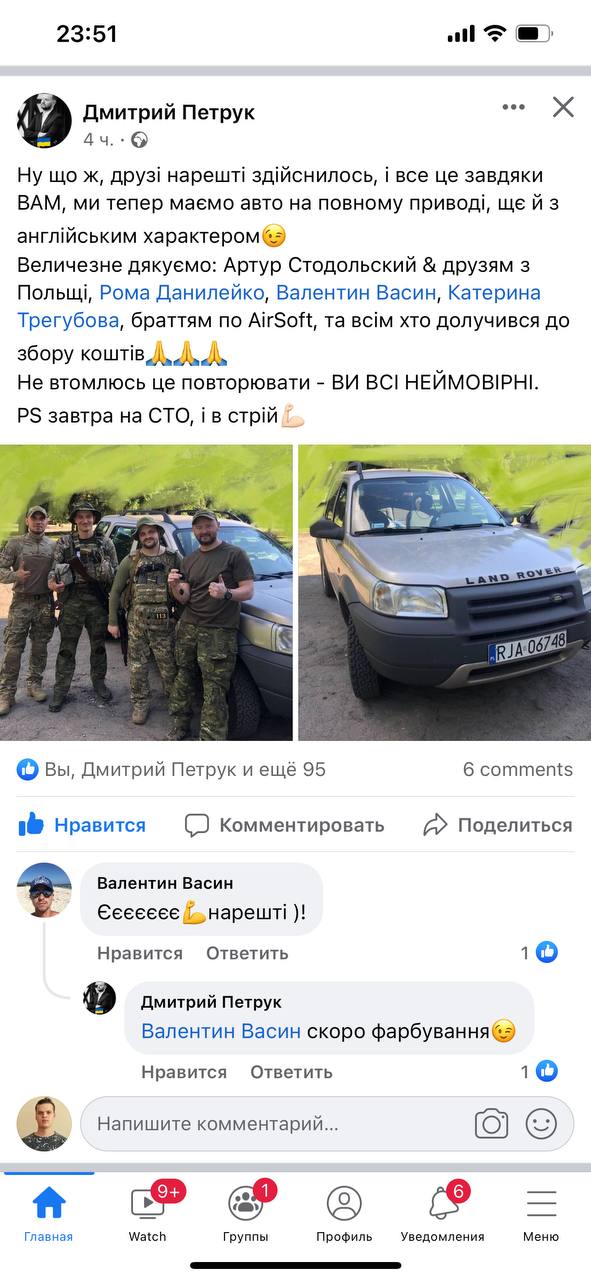 23:51
Дмитрий Петрук
4 ч. ·
Ну що ж, друзі нарешті здійснилось, і все це завдяки
ВАМ, ми тепер маємо авто на повному приводі, щє й з
англійським характером😉
Величезне дякуємо: Артур Стодольский & друзям з
Польщі, Рома Данилейко, Валентин Васин, Катерина
Трегубова, браттям по AirSoft, та всім хто долучився до
збору коштів🙏🙏🙏
Не втомлюсь це повторювати - ВИ ВСІ НЕЙМОВІРНІ.
PS завтра на СТО, і в стрій💪🏻
113
LAND ROVER
RJA 06748
Вы, Дмитрий Петрук и ещё 95
6 comments
Нравится
Комментировать
Поделиться
Валентин Васин
Єєєєєєє💪нарешті )!
Нравится Ответить 1
Дмитрий Петрук
Валентин Васин скоро фарбування😉
Нравится Ответить 1
Напишите комментарий...
9+ 1 6
Главная Watch Группы Профиль Уведомления Меню